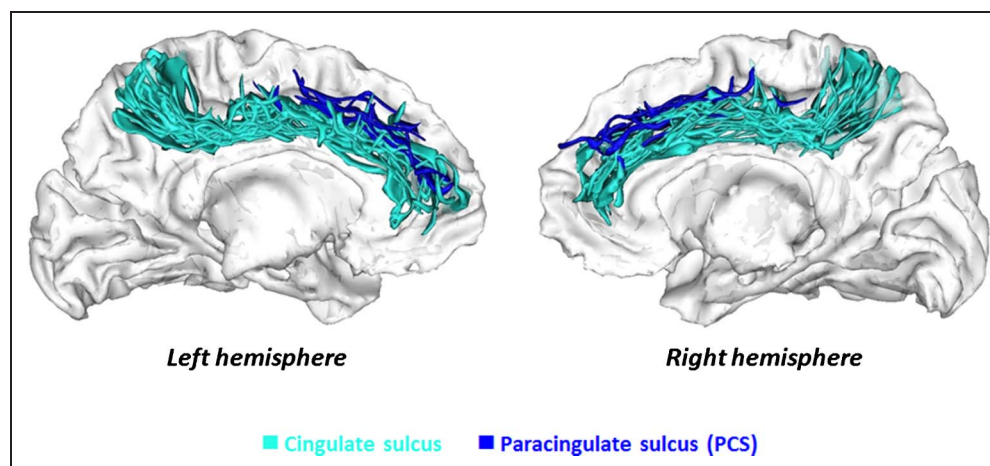 Left hemisphere Right hemisphere
Cingulate sulcus Paracingulate sulcus (PCS)